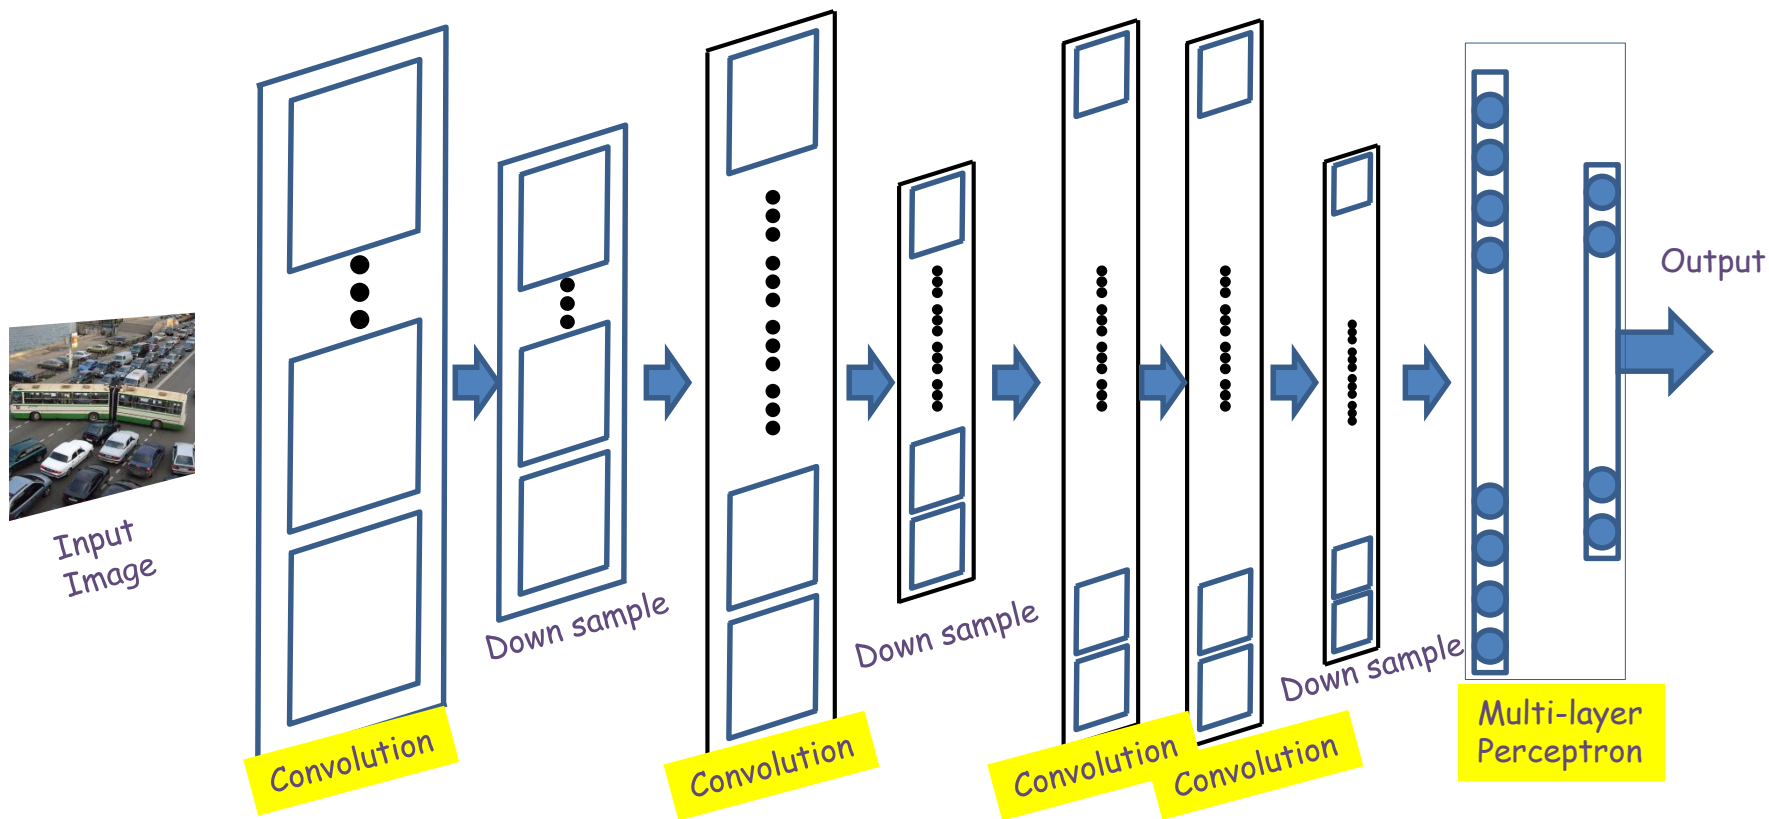 Input
Image
Convolution
Down sample
Convolution
Down sample
Convolution
Convolution
Down sample
Multi-layer
Perceptron
Output